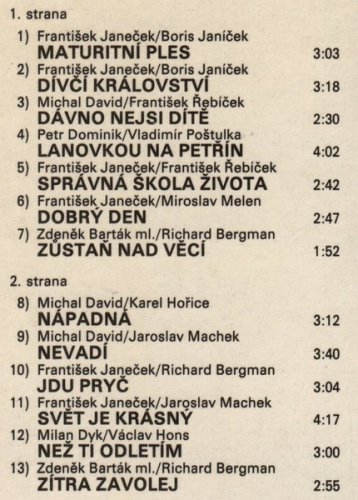 1. strana
1) František Janeček/Boris Janíček
MATURITNÍ PLES 3:03
2) František Janeček/Boris Janíček
DÍVČÍ KRÁLOVSTVÍ 3:18
3) Michal David/František Řebíček
DÁVNO NEJSI DÍTĚ 2:30
4) Petr Dominik/Vladimír Poštulka
LANOVKOU NA PETŘÍN 4:02
5) František Janeček/František Řebíček
SPRÁVNÁ ŠKOLA ŽIVOTA 2:42
6) František Janeček/Miroslav Melen
DOBRÝ DEN 2:47
7) Zdeněk Barták ml./Richard Bergman
ZŮSTAŇ NAD VĚCÍ 1:52
2. strana
8) Michal David/Karel Hořice
NÁPADNÁ 3:12
9) Michal David/Jaroslav Machek
NEVADÍ 3:40
10) František Janeček/Richard Bergman
JDU PRYČ 3:04
11) František Janeček/Jaroslav Machek
SVĚT JE KRÁSNÝ 4:17
12) Milan Dyk/Václav Hons
NEŽ TI ODLETÍM 3:00
13) Zdeněk Barták ml./Richard Bergman
ZÍTRA ZAVOLEJ 2:55